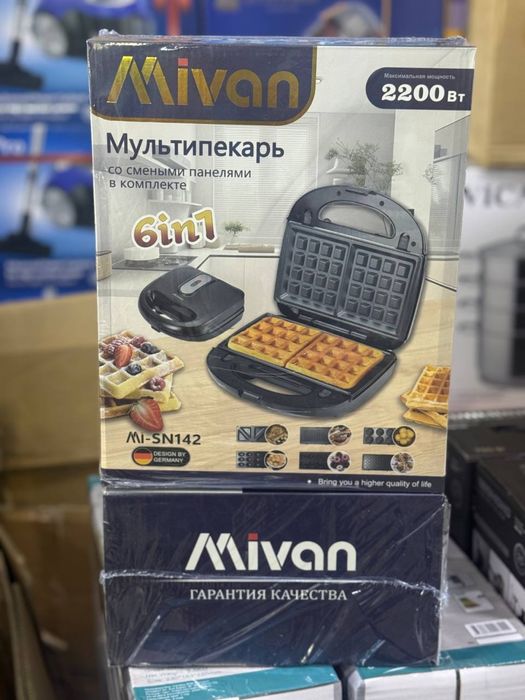 Mivan
Максимальная мощность
2200 Вт
Мультипекарь
со смеными панелями
в комплекте
6in1
Mi-SN142
DESIGN BY
GERMANY
Bring you a higher quality of life
Mivan
ГАРАНТИЯ КАЧЕСТВА